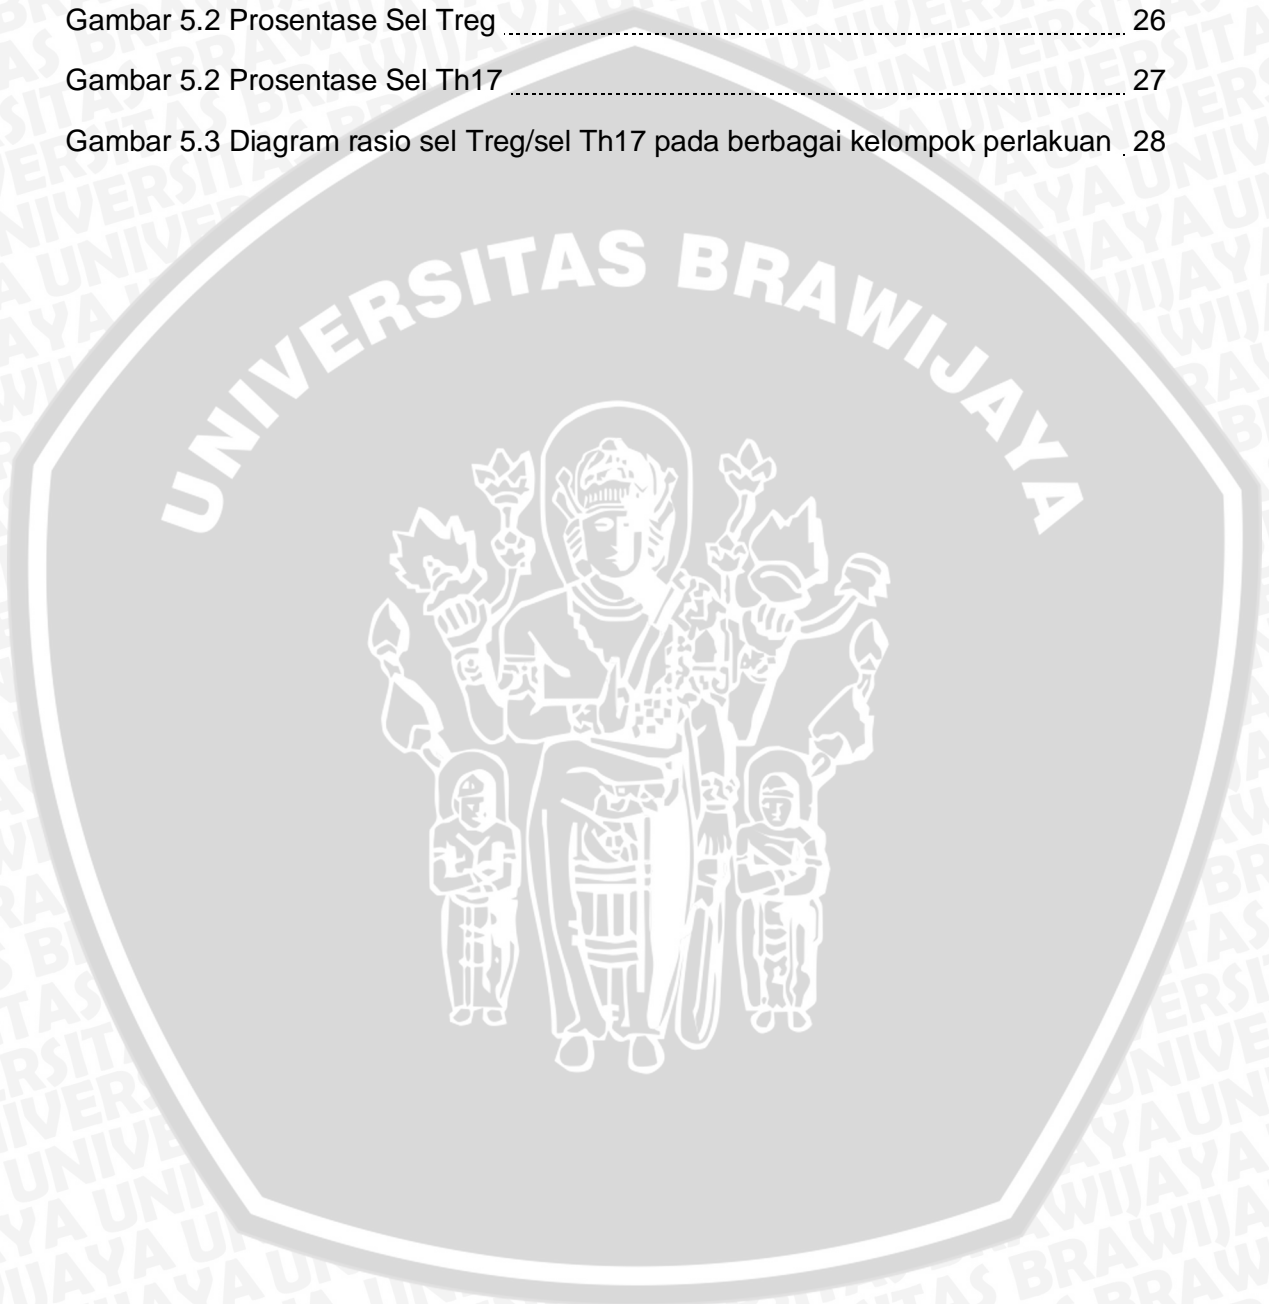 Gambar 5.2 Prosentase Sel Treg 26
Gambar 5.2 Prosentase Sel Th17 27
Gambar 5.3 Diagram rasio sel Treg/sel Th17 pada berbagai kelompok perlakuan 28
UNIVERSITAS BRAWIJAYA